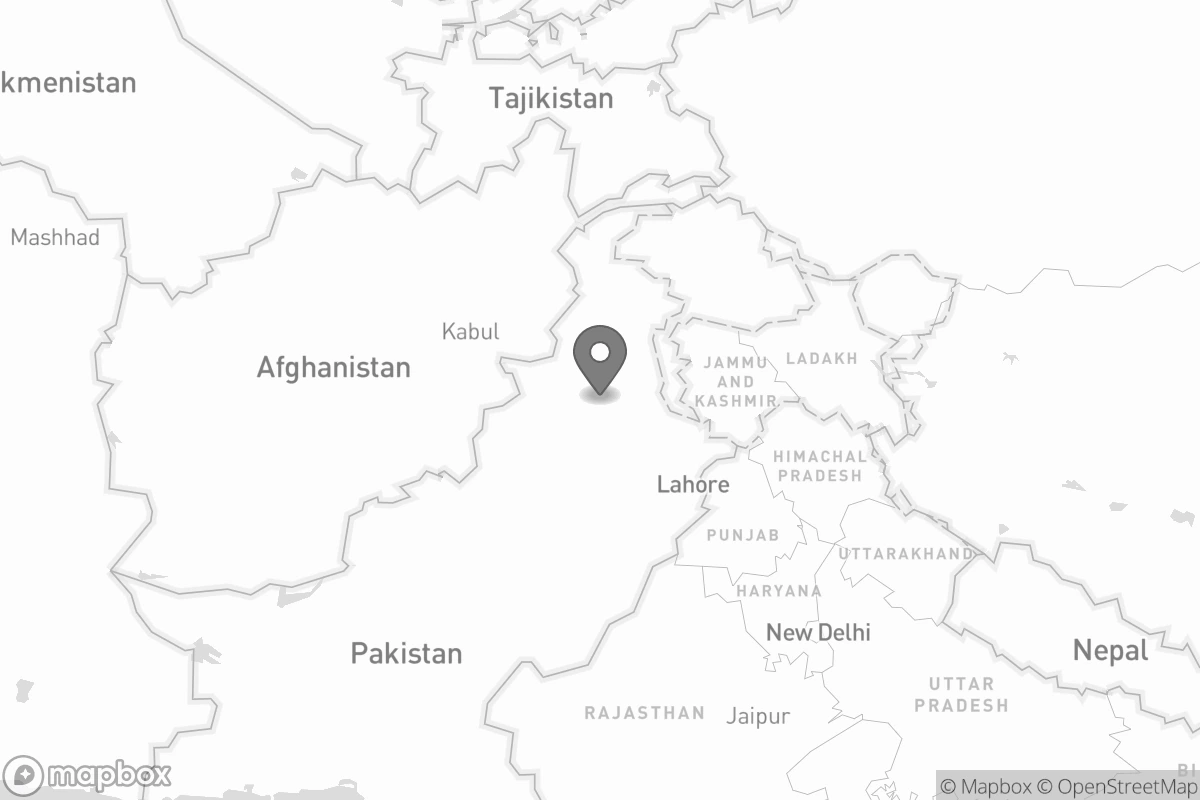 kmenistan
Tajikistan
Mashhad
Kabul
Afghanistan
JAMMU
AND
KASHMIR
LADAKH
HIMACHAL
PRADESH
Lahore
PUNJAB
UTTARAKHAND
HARYANA
New Delhi
Pakistan
Nepal
UTTAR
PRADESH
RAJASTHAN
Jaipur
BI
mapbox
© Mapbox © OpenStreetMap